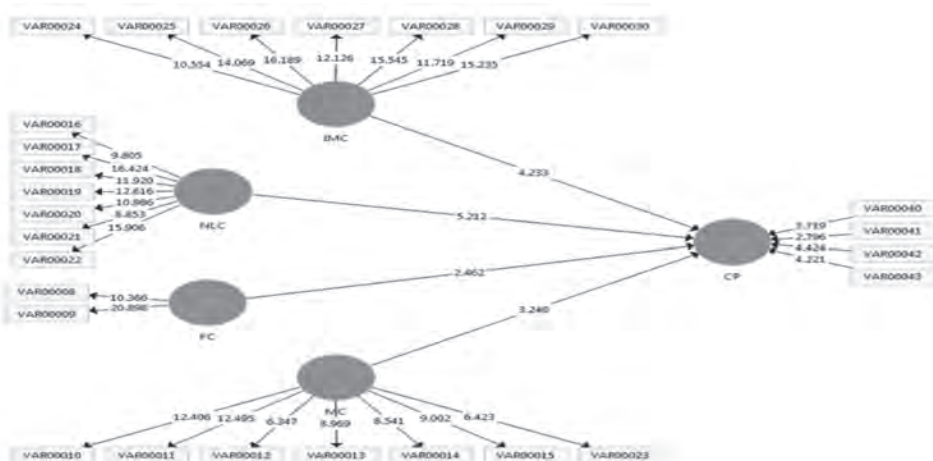 VAR00024 VAR00025 VAR00026 VAR00027 VAR00028 VAR00029 VAR00030
10.554 14.069 16.189 12.126 15.545 11.719 15.235
IMC
VAR00016
VAR00017
VAR00018
VAR00019
VAR00020
VAR00021
VAR00022
9.805
16.424
11.920
12.616
10.986
8.853
15.906
NLC
4.233
5.212
2.462
3.240
VAR00008
VAR00009
10.366
20.898
FC
CP
3.719
2.796
4.424
4.221
VAR00040
VAR00041
VAR00042
VAR00043
MC
12.406 12.495 6.347 8.541 9.002 6.423
VAR00010 VAR00011 VAR00012 VAR00013 VAR00014 VAR00015 VAR00023